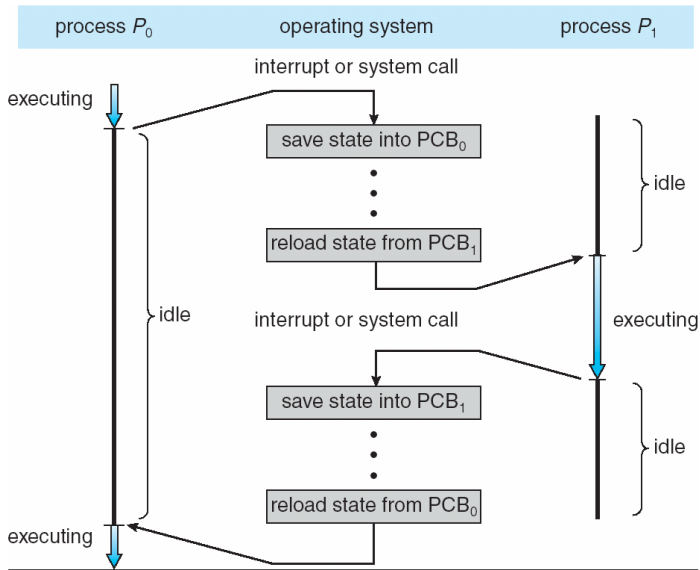 process P₀
operating system
process P₁
interrupt or system call
executing
save state into PCB₀
idle
reload state from PCB₁
idle
interrupt or system call
executing
save state into PCB₁
idle
reload state from PCB₀
executing